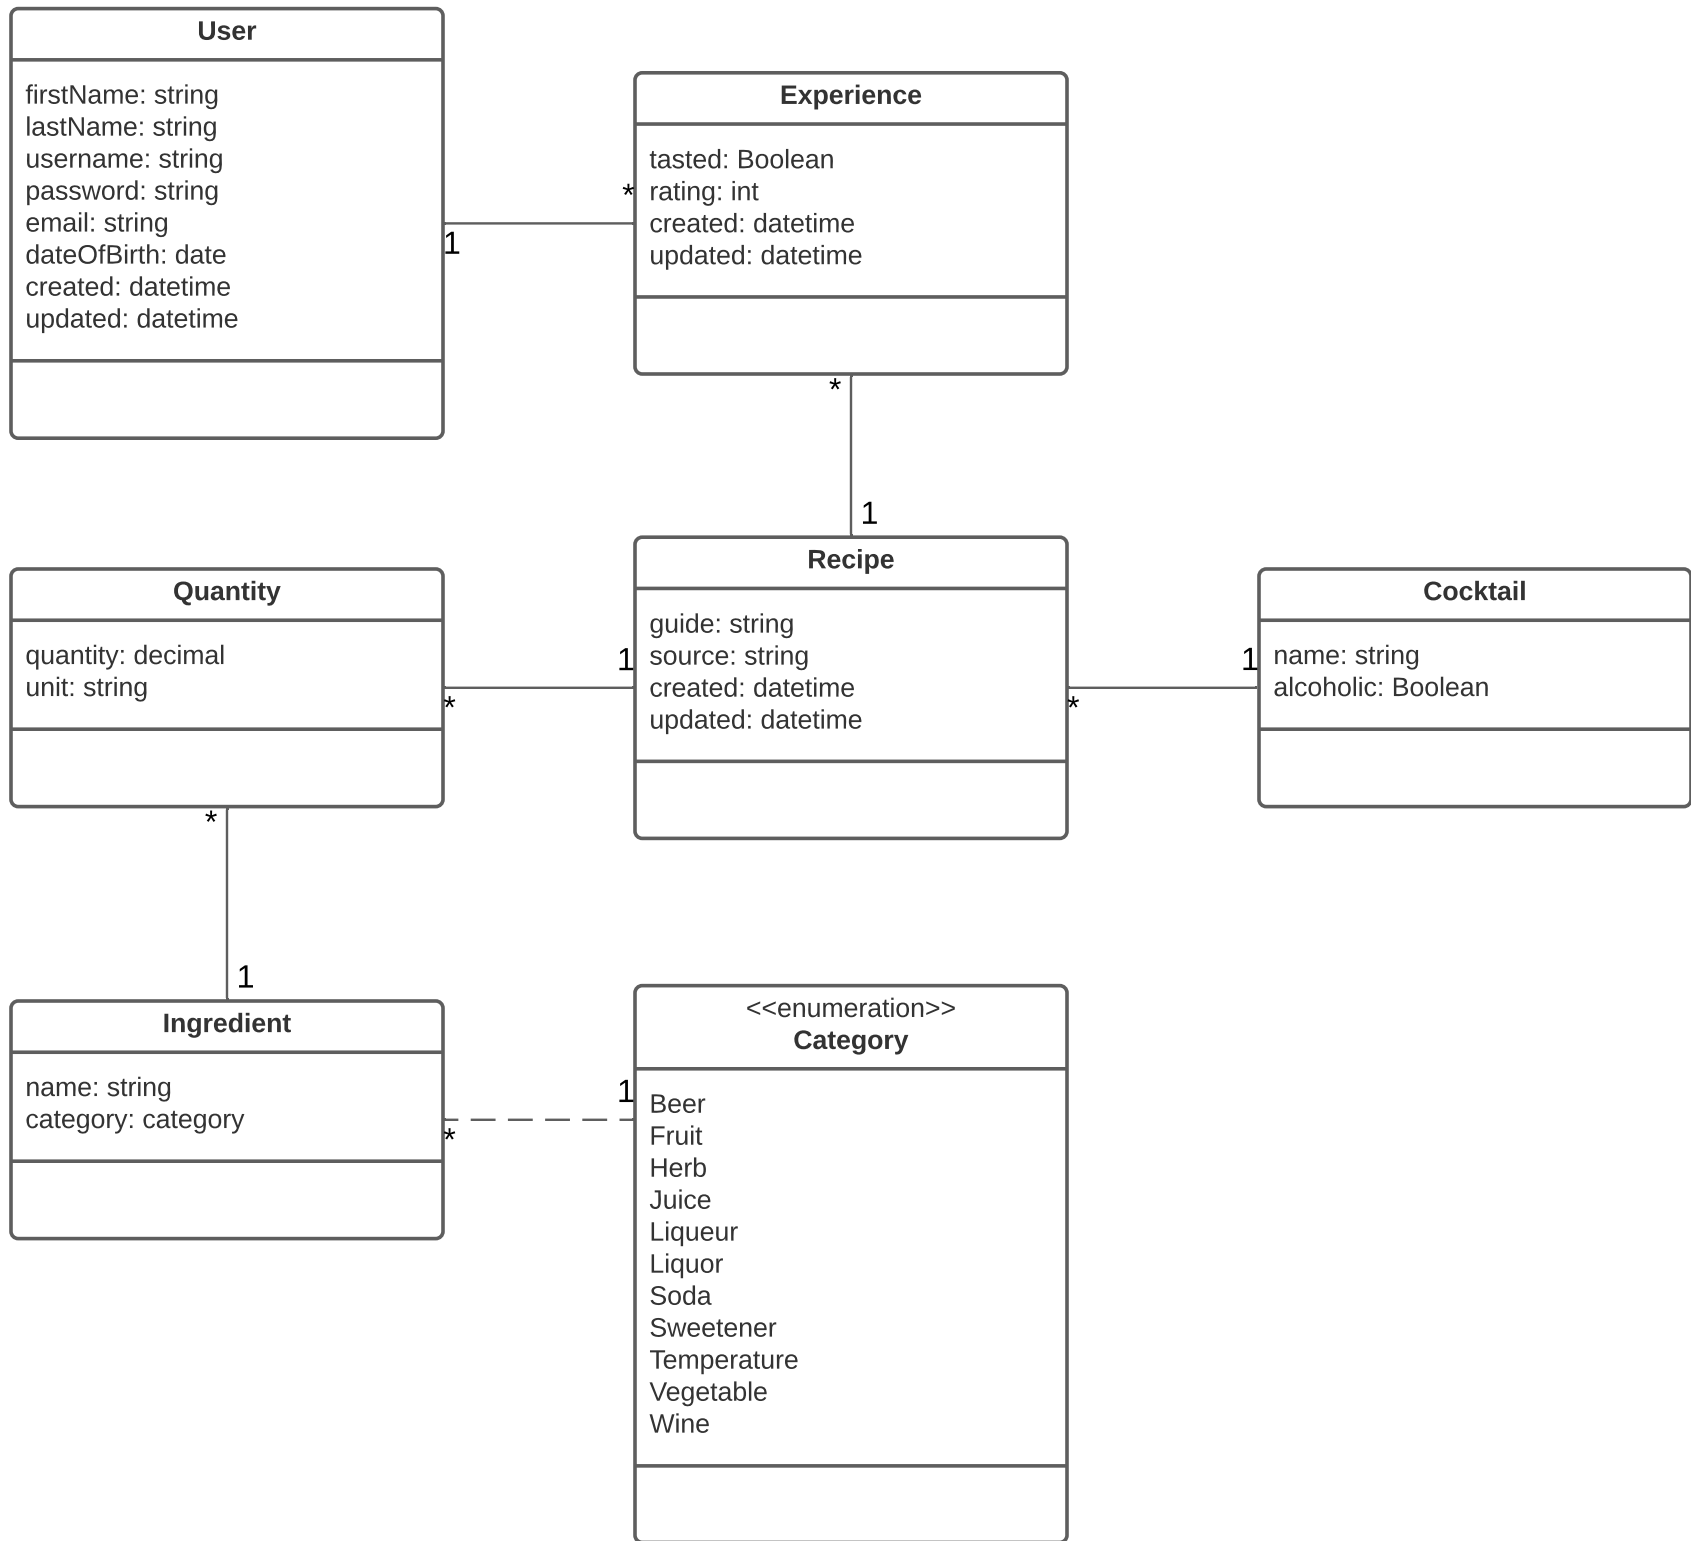 User
firstName: string
lastName: string
username: string
password: string
email: string
dateOfBirth: date
created: datetime
updated: datetime
1
*
Experience
tasted: Boolean
rating: int
created: datetime
updated: datetime
*
1
Quantity
quantity: decimal
unit: string
*
1
Recipe
guide: string
source: string
created: datetime
updated: datetime
*
1
Cocktail
name: string
alcoholic: Boolean
*
1
Ingredient
name: string
category: category
*
1
<<enumeration>>
Category
Beer
Fruit
Herb
Juice
Liqueur
Liquor
Soda
Sweetener
Temperature
Vegetable
Wine